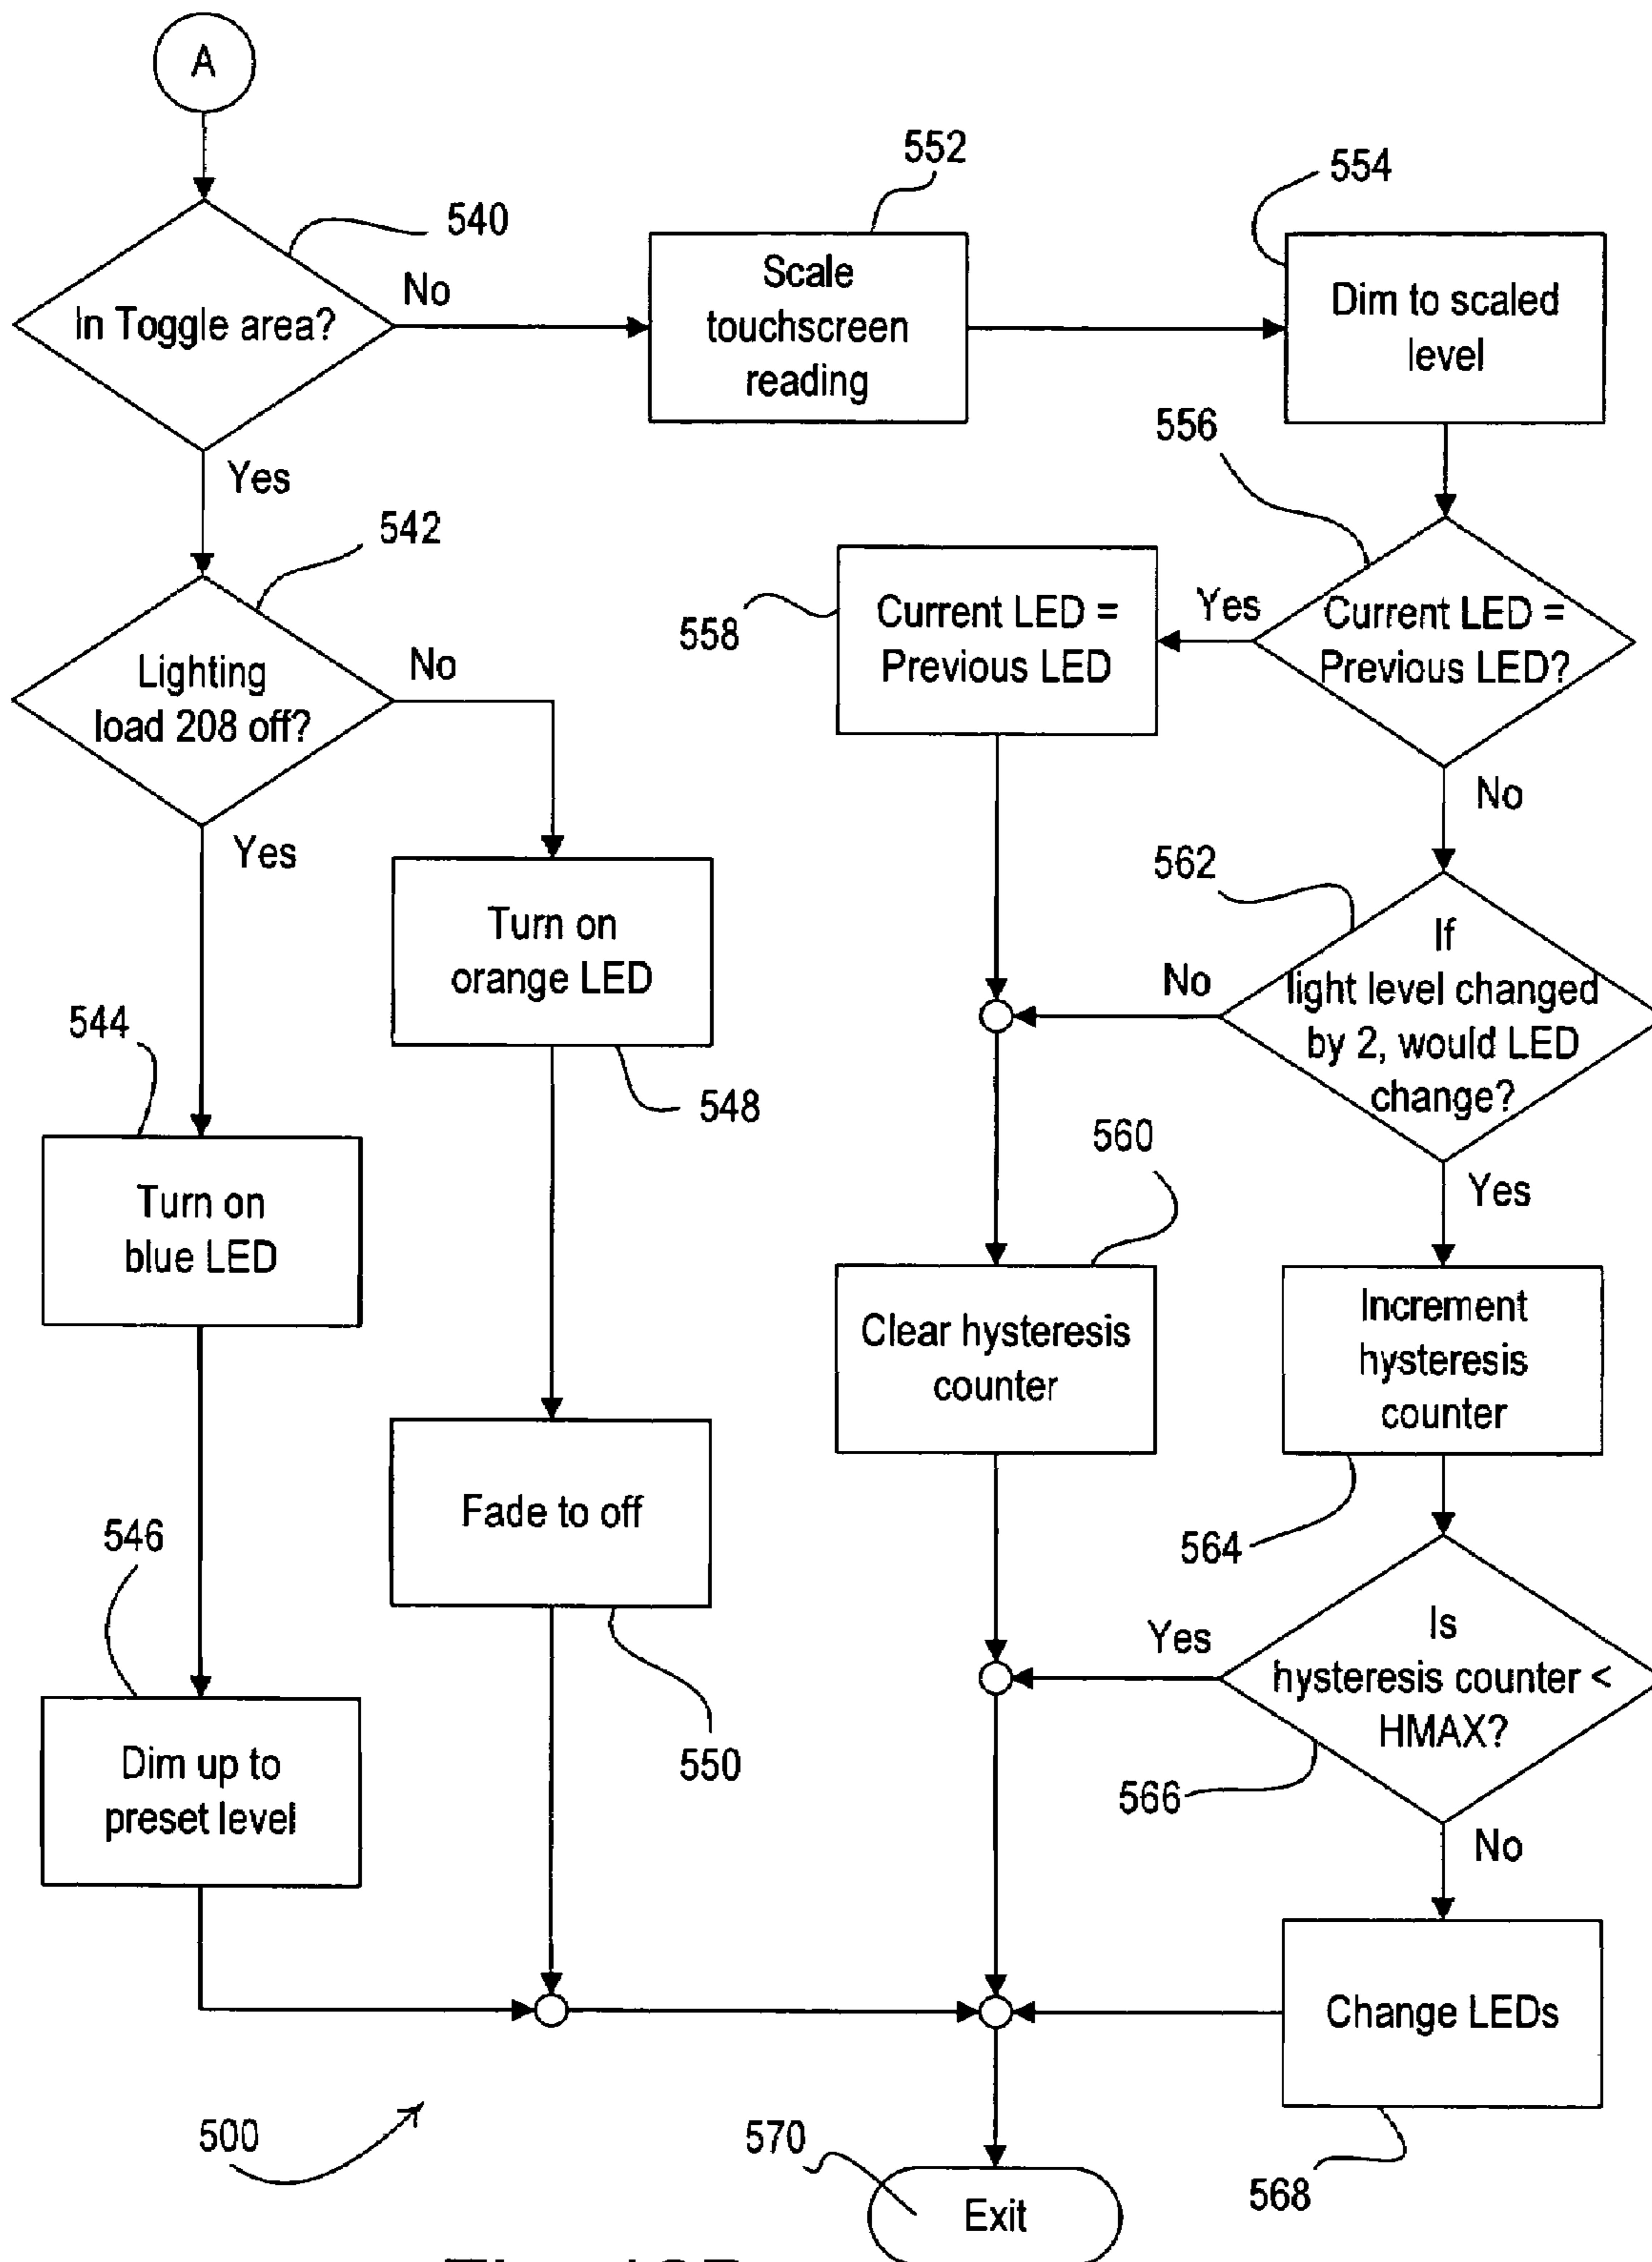 A
552
554
540
No
In Toggle area?
Scale
touchscreen
reading
Dim to scaled
level
Yes
556
542
558
Current LED =
Previous LED
Yes
Current LED =
Previous LED?
No
Lighting
load 208 off?
No
Yes
562
Turn on
orange LED
No
If
light level changed
by 2, would LED
change?
544
548
560
Yes
Turn on
blue LED
Clear hysteresis
counter
Increment
hysteresis
counter
546
Fade to off
564
Yes
Is
hysteresis counter <
HMAX?
550
566
Dim up to
preset level
No
Change LEDs
500
570
568
Exit